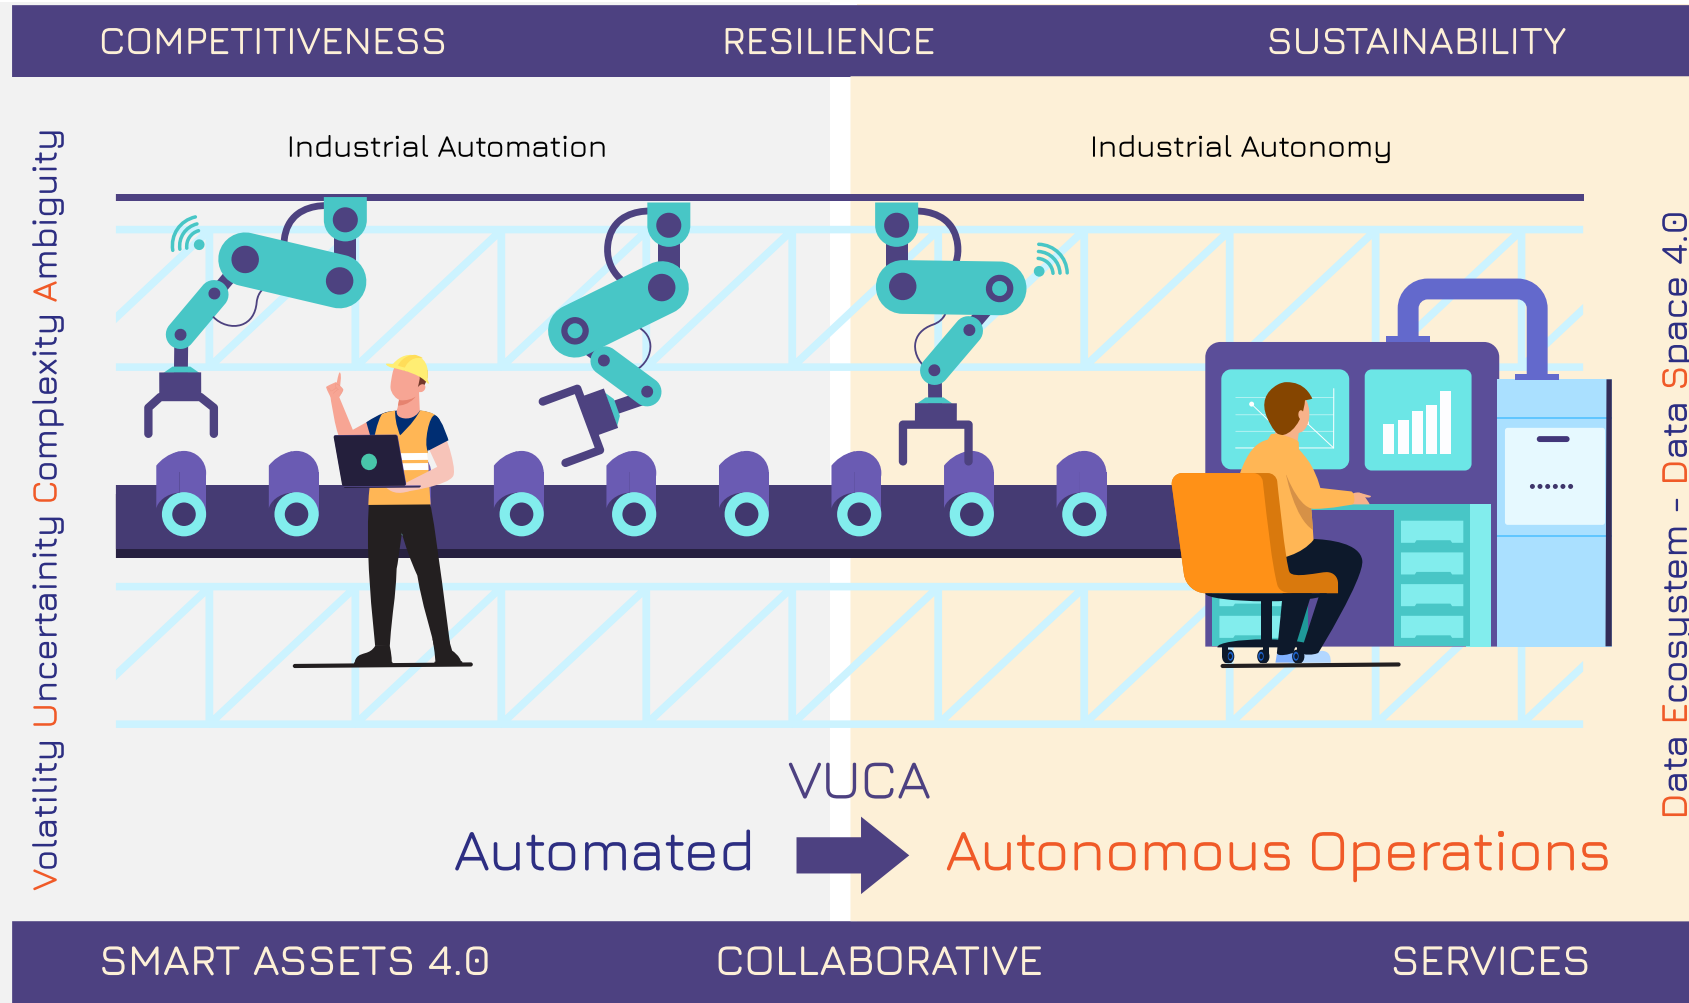 COMPETITIVENESS
RESILIENCE
SUSTAINABILITY
Industrial Automation
Industrial Autonomy
Volatility Uncertainity Complexity Ambiguity
Data Ecosystem - Data Space 4.0
VUCA
Automated
Autonomous Operations
SMART ASSETS 4.0
COLLABORATIVE
SERVICES